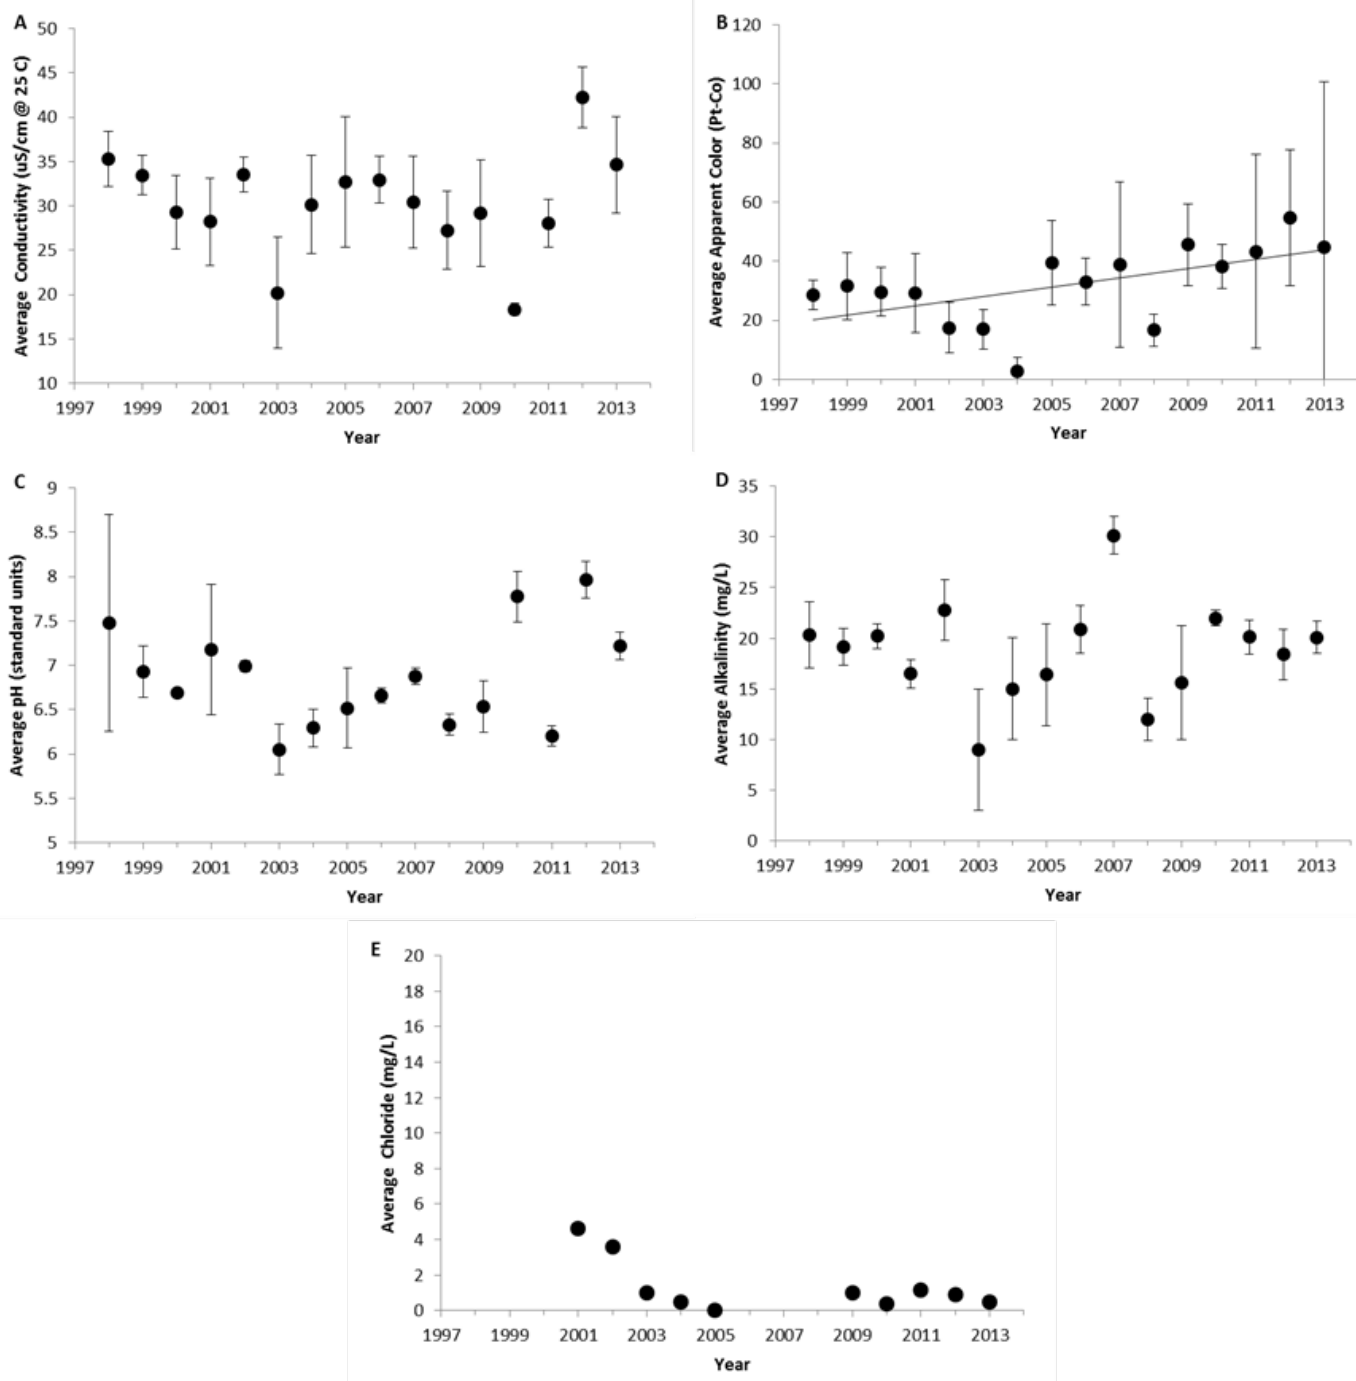 A
Average Conductivity (uS/cm @ 25 C)
50
45
40
35
30
25
20
15
10
1997 1999 2001 2003 2005 2007 2009 2011 2013
Year
B
Average Apparent Color (Pt-Co)
120
100
80
60
40
20
0
1997 1999 2001 2003 2005 2007 2009 2011 2013
Year
C
Average pH (standard units)
9
8.5
8
7.5
7
6.5
6
5.5
5
1997 1999 2001 2003 2005 2007 2009 2011 2013
Year
D
Average Alkalinity (mg/L)
35
30
25
20
15
10
5
0
1997 1999 2001 2003 2005 2007 2009 2011 2013
Year
E
Average Chloride (mg/L)
20
18
16
14
12
10
8
6
4
2
0
1997 1999 2001 2003 2005 2007 2009 2011 2013
Year